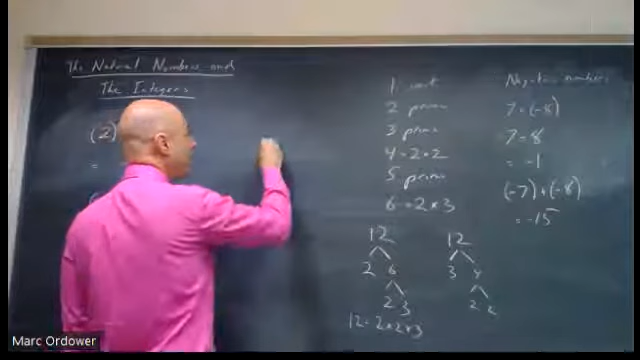 The Natural Numbers and
The Integers
(2)
=
1 unit
2 prime
3 prime
4 = 2×2
5 prime
6 = 2×3
12
2 6
2 3
12 = 2×2×3
12
3 4
2 2
Negative numbers
7+(-8)
7-8
= -1
(-7)+(-8)
= -15
Marc Ordower